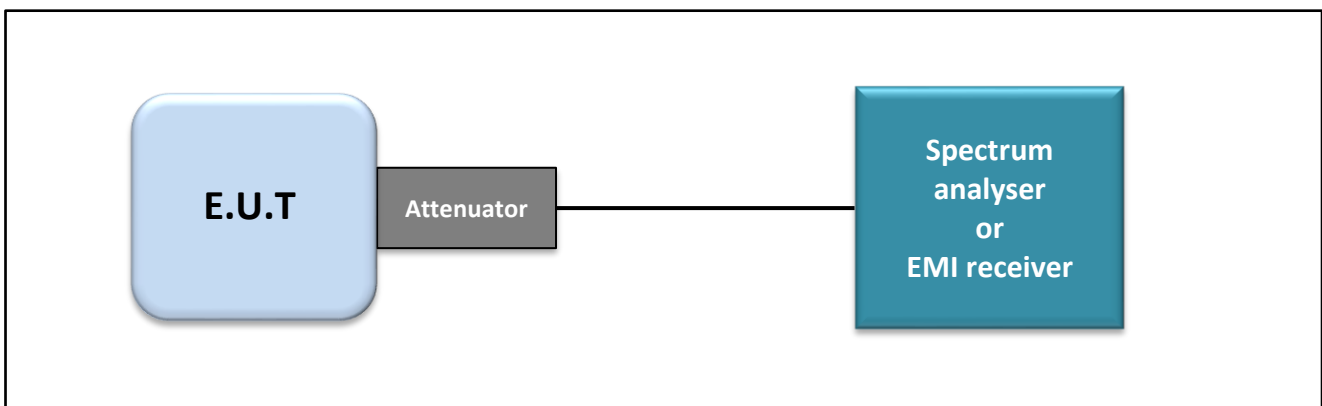 E.U.T
Attenuator
Spectrum
analyser
or
EMI receiver